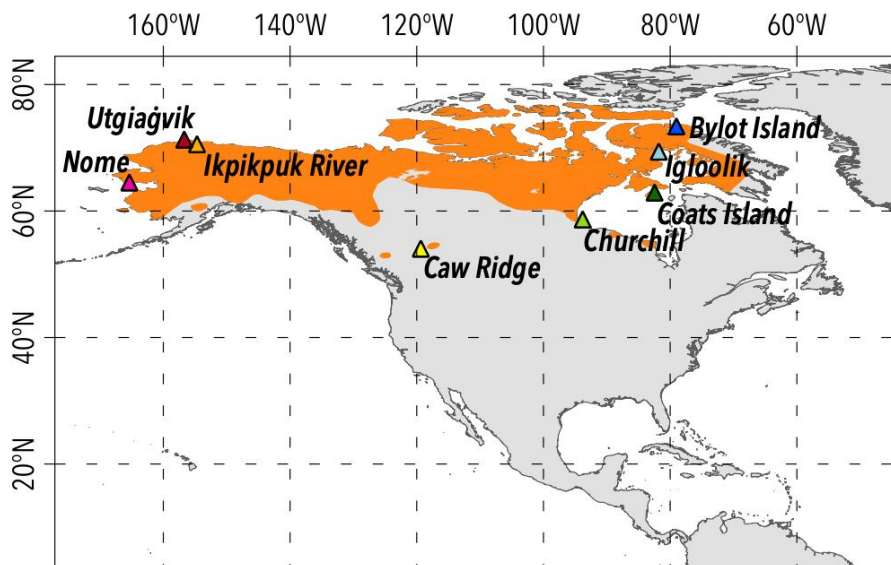 160°W 140°W 120°W 100°W 80°W 60°W
80°N
Utgiaġvik
Bylot Island
Nome
Ikpikpuk River
Igloolik
60°N
Coats Island
Churchill
Caw Ridge
40°N
20°N